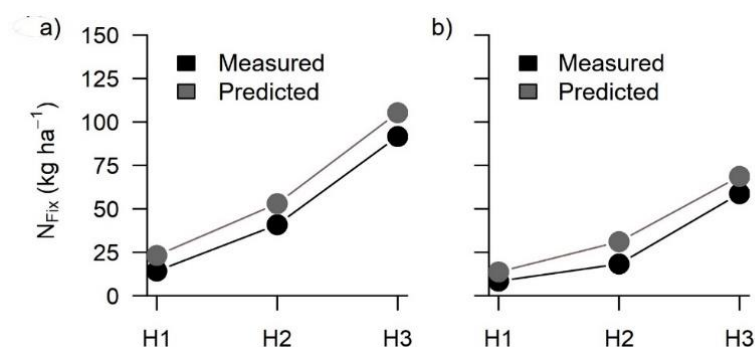 a)
N_Fix (kg ha⁻¹)
150
125
100
75
50
25
0
Measured
Predicted
H1 H2 H3
b)
Measured
Predicted
H1 H2 H3